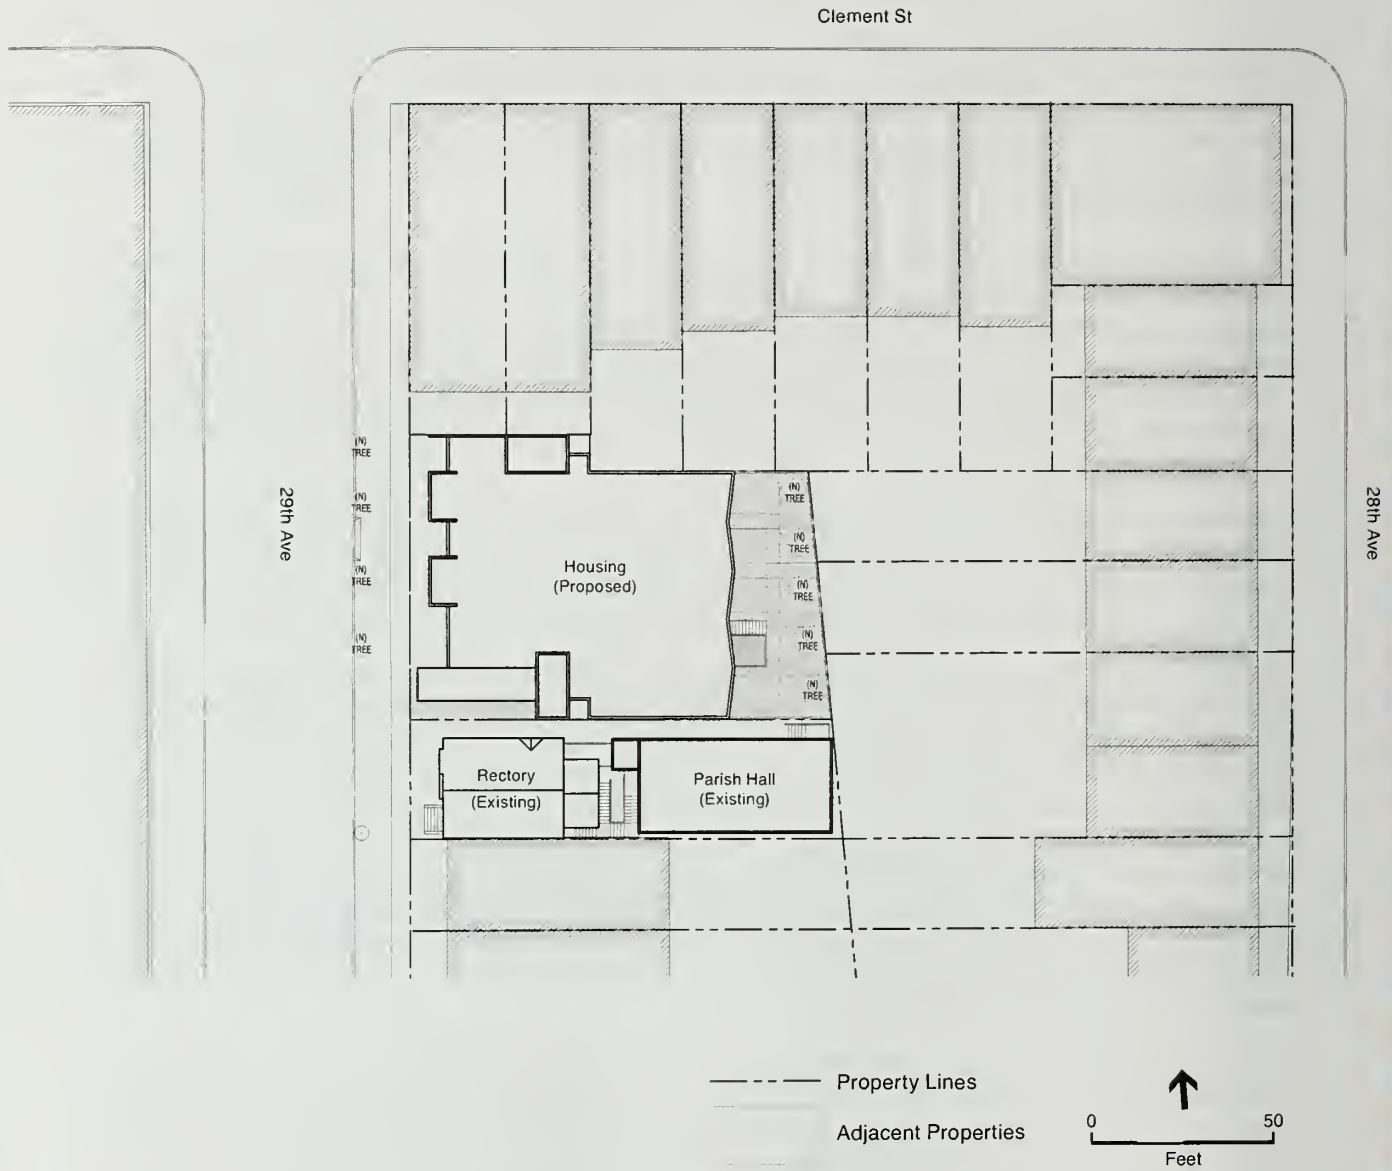 Clement St
(N)
TREE
(N)
TREE
(N)
TREE
(N)
TREE
29th Ave
28th Ave
Housing
(Proposed)
(N)
TREE
(N)
TREE
(N)
TREE
(N)
TREE
(N)
TREE
Rectory
(Existing)
Parish Hall
(Existing)
Property Lines
Adjacent Properties
0 50
Feet